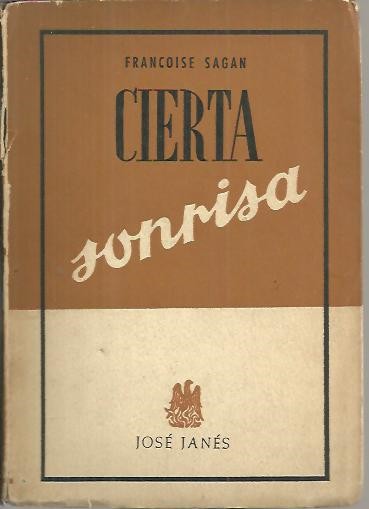 FRANCOISE SAGAN
CIERTA
sonrisa
JOSÉ JANÉS